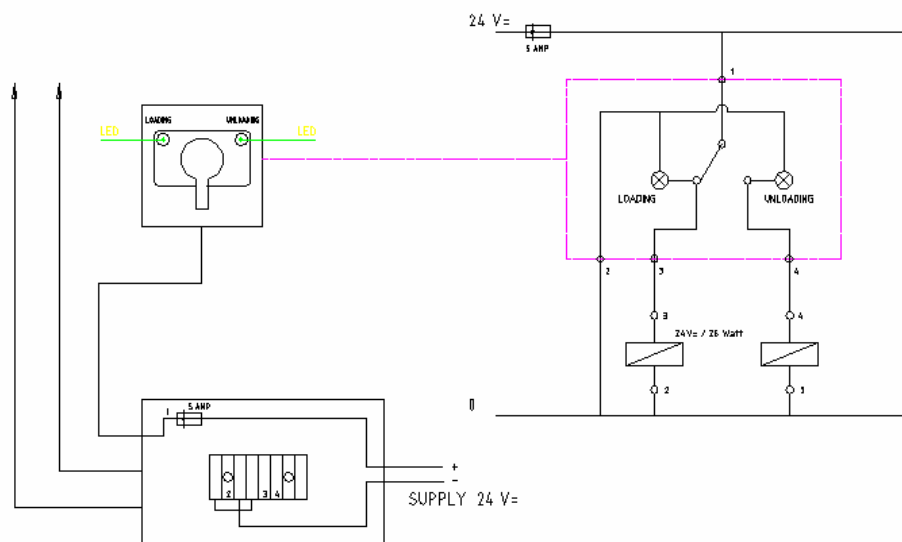 24 V=
5 AMP
1
LOADING
UNLOADING
LED
LED
LOADING
UNLOADING
2
3
4
3
4
24V= / 26 Watt
2
3
0
1
5 AMP
2
3
4
+
-
SUPPLY 24 V=